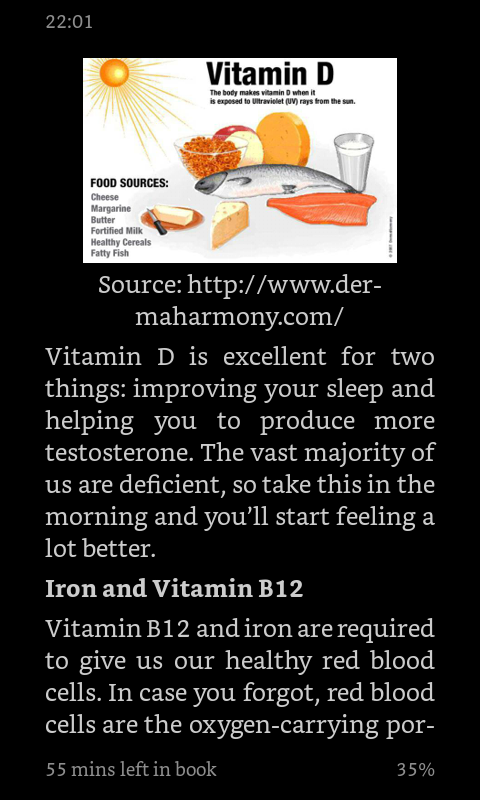 22:01
Vitamin D
The body makes vitamin D when it
is exposed to Ultraviolet (UV) rays from the sun.
FOOD SOURCES:
Cheese
Margarine
Butter
Fortified Milk
Healthy Cereals
Fatty Fish
Source: http://www.der-
maharmony.com/
Vitamin D is excellent for two
things: improving your sleep and
helping you to produce more
testosterone. The vast majority of
us are deficient, so take this in the
morning and you’ll start feeling a
lot better.
Iron and Vitamin B12
Vitamin B12 and iron are required
to give us our healthy red blood
cells. In case you forgot, red blood
cells are the oxygen-carrying por-
55 mins left in book
35%